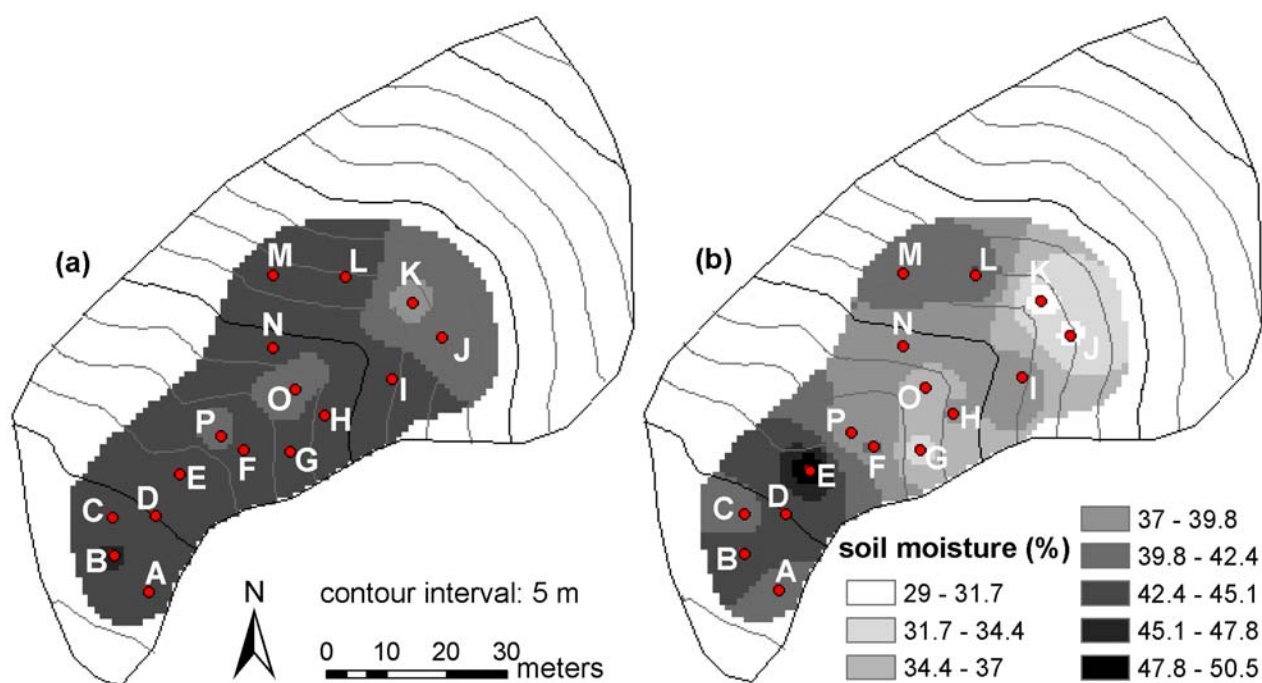 (a)
M
L
K
J
N
O
I
H
P
F
G
E
C
D
B
A
N
contour interval: 5 m
0 10 20 30
meters
(b)
M
L
K
J
N
O
I
H
P
F
G
E
C
D
B
A
soil moisture (%)
29 - 31.7
31.7 - 34.4
34.4 - 37
37 - 39.8
39.8 - 42.4
42.4 - 45.1
45.1 - 47.8
47.8 - 50.5